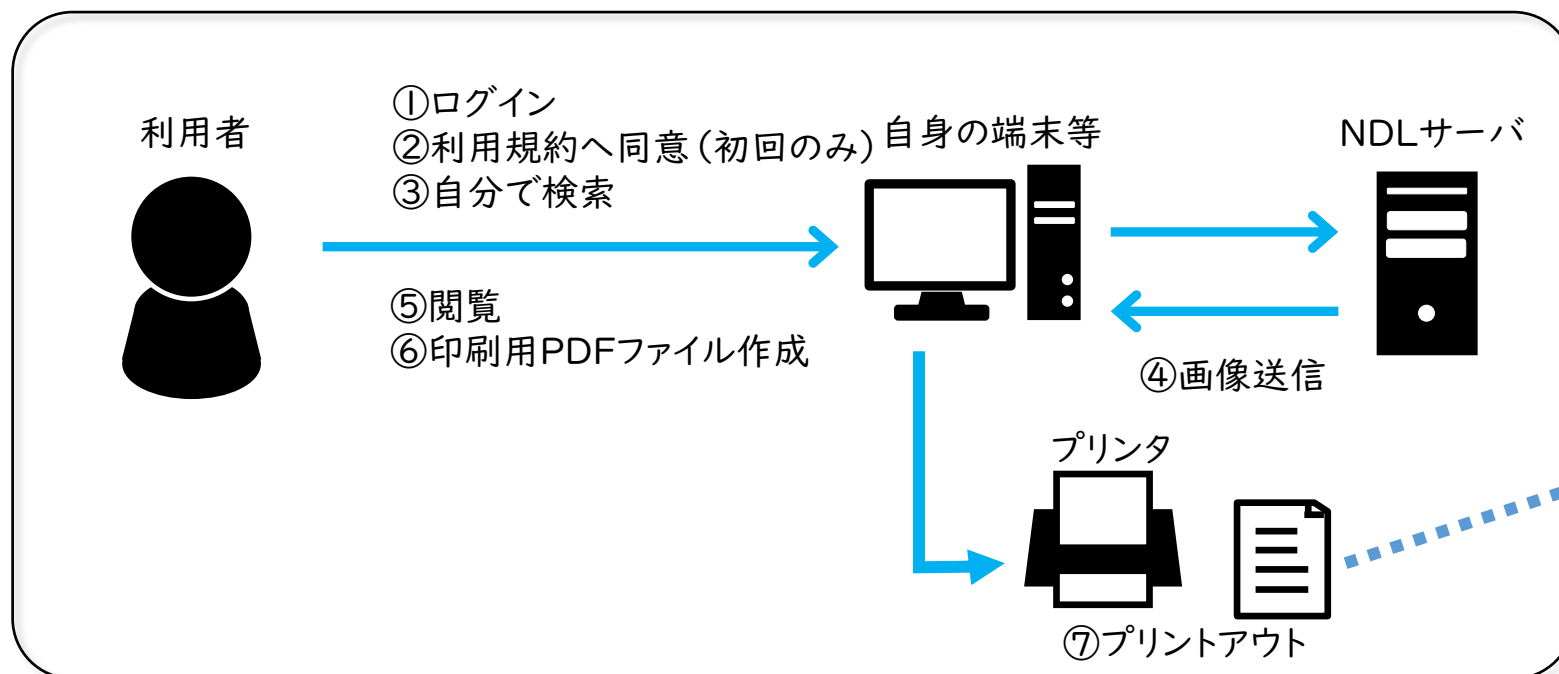 利用者
①ログイン
②利用規約へ同意(初回のみ)
③自分で検索
自身の端末等
NDLサーバ
⑤閲覧
⑥印刷用PDFファイル作成
④画像送信
プリンタ
⑦プリントアウト